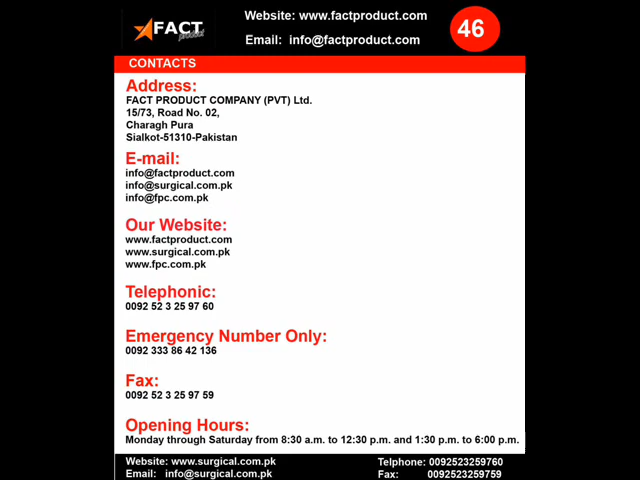 FACT
product
Website: www.factproduct.com
Email: info@factproduct.com
46
CONTACTS
Address:
FACT PRODUCT COMPANY (PVT) Ltd.
15/73, Road No. 02,
Charagh Pura
Sialkot-51310-Pakistan
E-mail:
info@factproduct.com
info@surgical.com.pk
info@fpc.com.pk
Our Website:
www.factproduct.com
www.surgical.com.pk
www.fpc.com.pk
Telephonic:
0092 52 3 25 97 60
Emergency Number Only:
0092 333 86 42 136
Fax:
0092 52 3 25 97 59
Opening Hours:
Monday through Saturday from 8:30 a.m. to 12:30 p.m. and 1:30 p.m. to 6:00 p.m.
Website: www.surgical.com.pk
Email: info@surgical.com.pk
Telphone: 0092523259760
Fax: 0092523259759